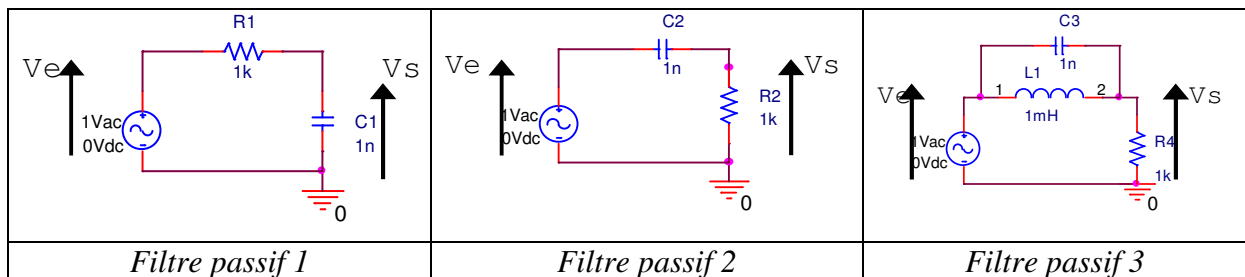 R1
1k
Ve
Vs
1Vac
0Vdc
C1
1n
0
Filtre passif 1
C2
1n
Ve
Vs
1Vac
0Vdc
R2
1k
0
Filtre passif 2
C3
1n
L1
1 2
1mH
Ve
Vs
1Vac
0Vdc
R4
1k
0
Filtre passif 3